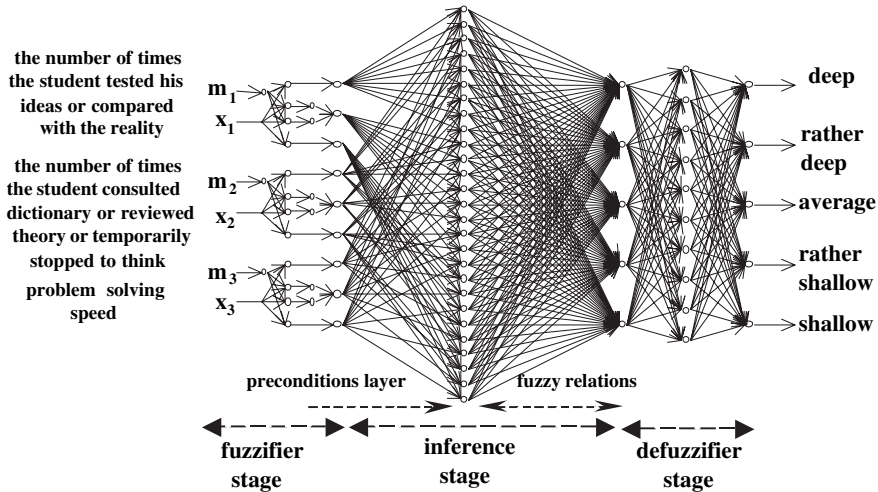 the number of times
the student tested his
ideas or compared
with the reality
m1
x1
the number of times
the student consulted
dictionary or reviewed
theory or temporarily
stopped to think
m2
x2
problem solving
speed
m3
x3
deep
rather
deep
average
rather
shallow
shallow
preconditions layer
fuzzy relations
fuzzifier
stage
inference
stage
defuzzifier
stage